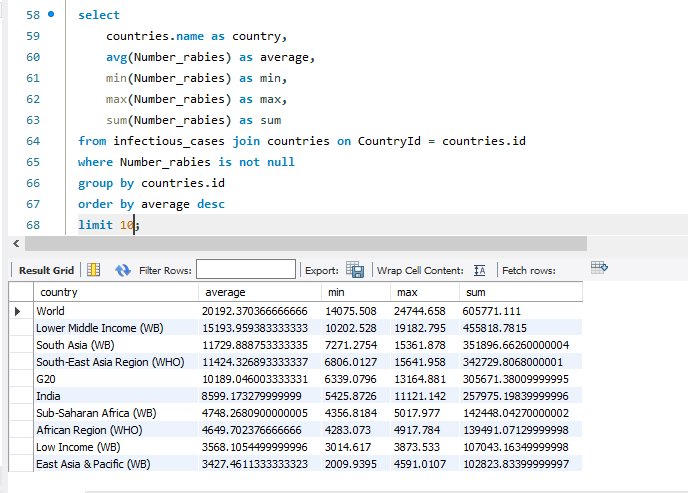 58 select
59 countries.name as country,
60 avg(Number_rabies) as average,
61 min(Number_rabies) as min,
62 max(Number_rabies) as max,
63 sum(Number_rabies) as sum
64 from infectious_cases join countries on CountryId = countries.id
65 where Number_rabies is not null
66 group by countries.id
67 order by average desc
68 limit 10;
Result Grid Filter Rows: Export: Wrap Cell Content: Fetch rows:
country average min max sum
World 20192.370366666666 14075.508 24744.658 605771.111
Lower Middle Income (WB) 15193.959383333333 10202.528 19182.795 455818.7815
South Asia (WB) 11729.888753333335 7271.2754 15361.878 351896.66260000004
South-East Asia Region (WHO) 11424.326893333337 6806.0127 15641.958 342729.8068000001
G20 10189.046003333331 6339.0796 13164.881 305671.38009999995
India 8599.173279999999 5425.8726 11121.142 257975.19839999996
Sub-Saharan Africa (WB) 4748.2680900000005 4356.8184 5017.977 142448.04270000002
African Region (WHO) 4649.702376666666 4283.073 4917.784 139491.07129999998
Low Income (WB) 3568.1054499999996 3014.617 3873.533 107043.16349999998
East Asia & Pacific (WB) 3427.4611333333323 2009.9395 4591.0107 102823.83399999997